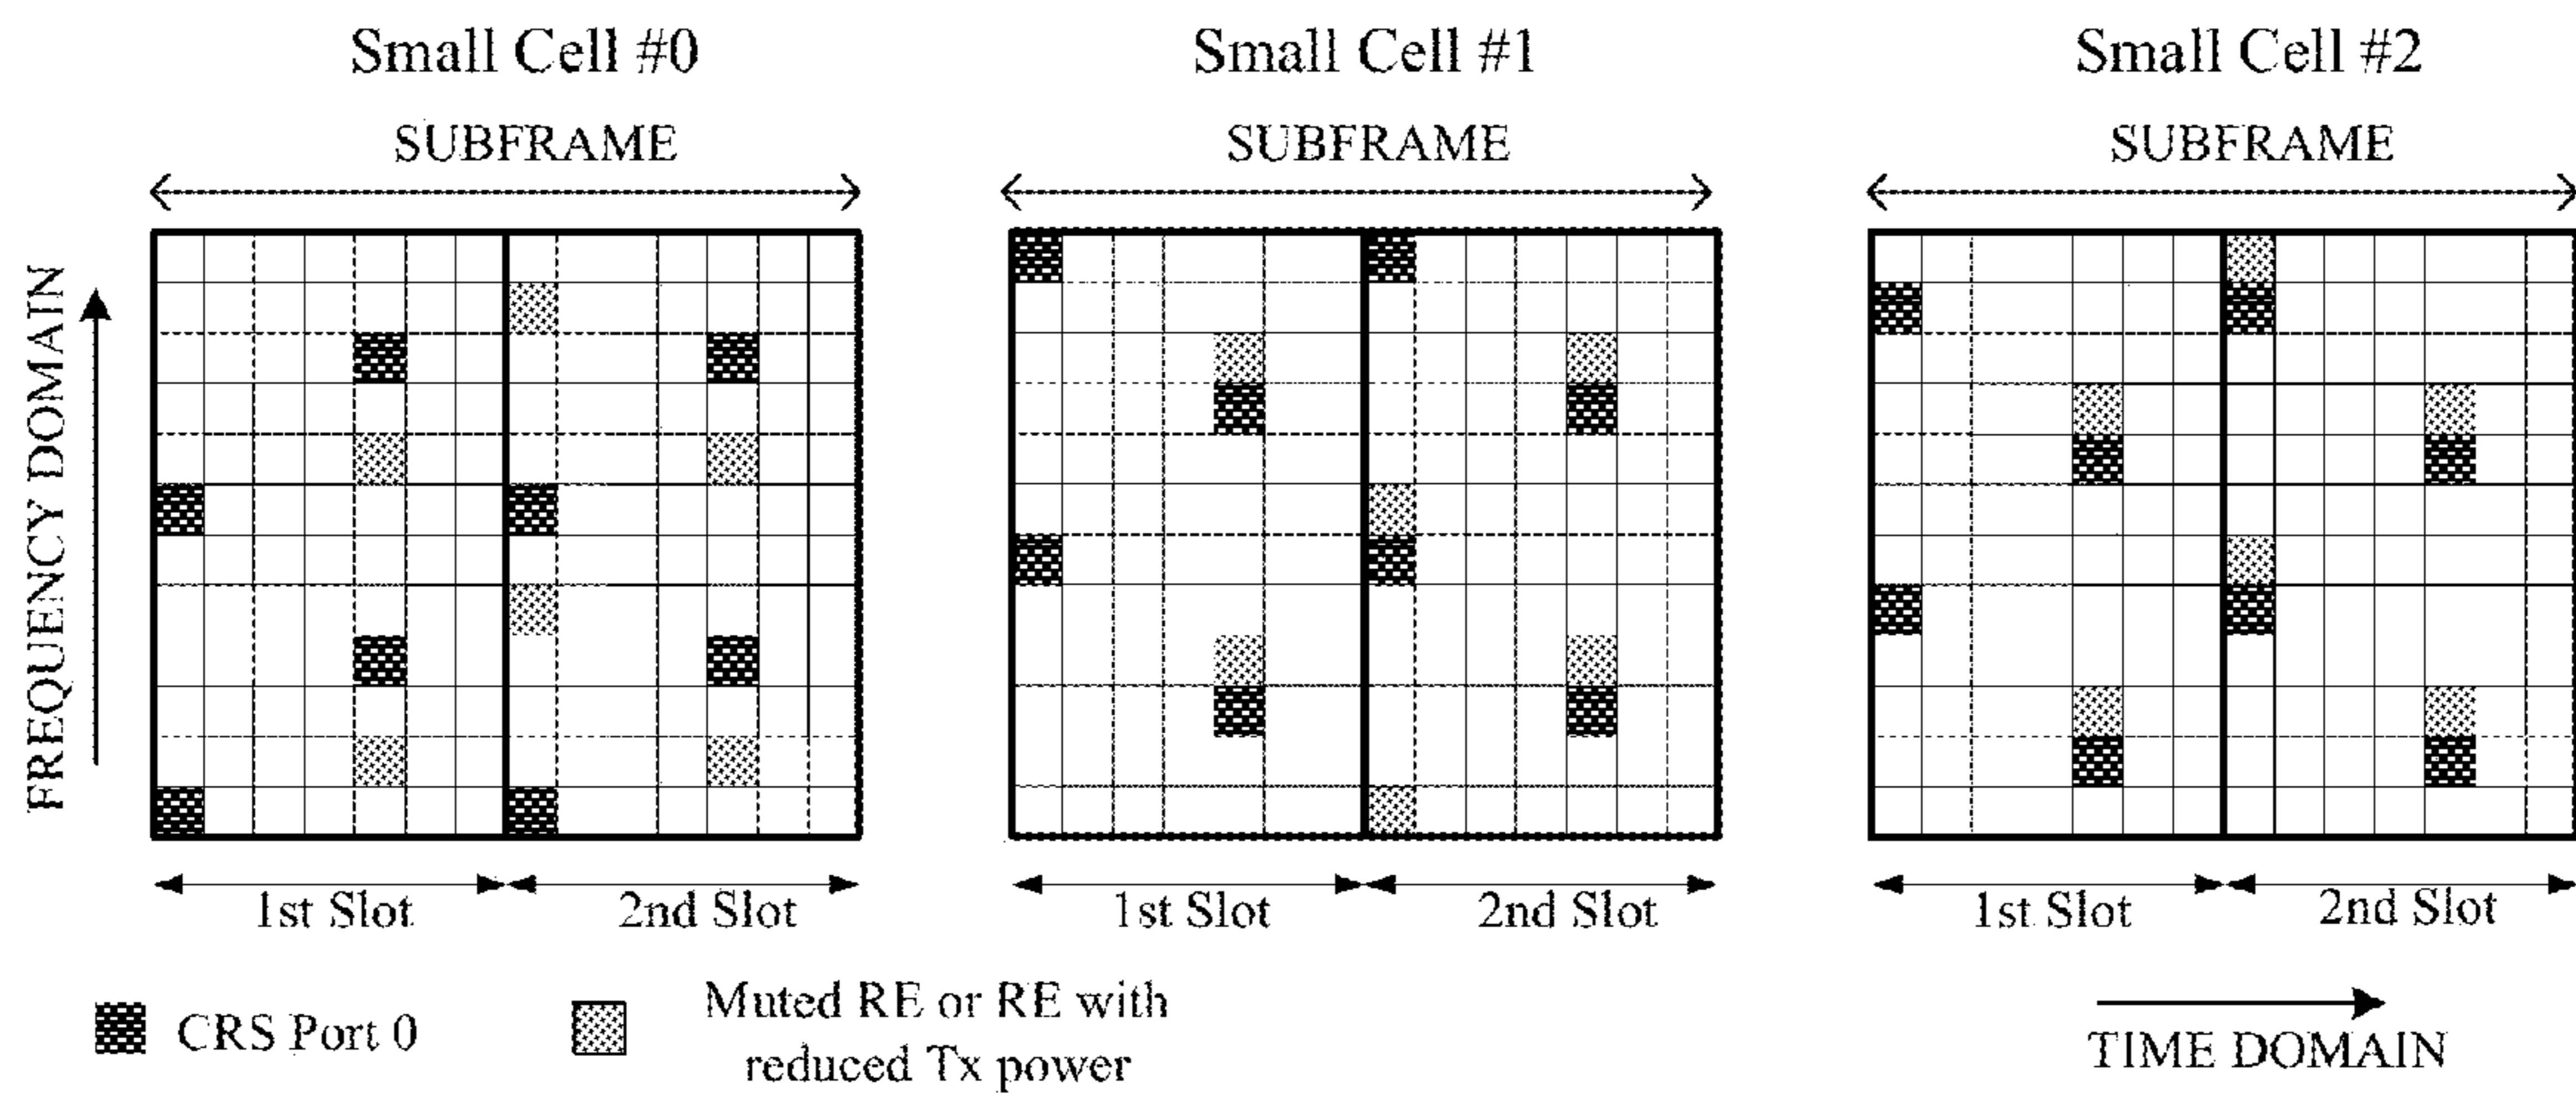 Small Cell #0
Small Cell #1
Small Cell #2
SUBFRAME
SUBFRAME
SUBFRAME
FREQUENCY DOMAIN
1st Slot
2nd Slot
1st Slot
2nd Slot
1st Slot
2nd Slot
CRS Port 0
Muted RE or RE with
reduced Tx power
TIME DOMAIN